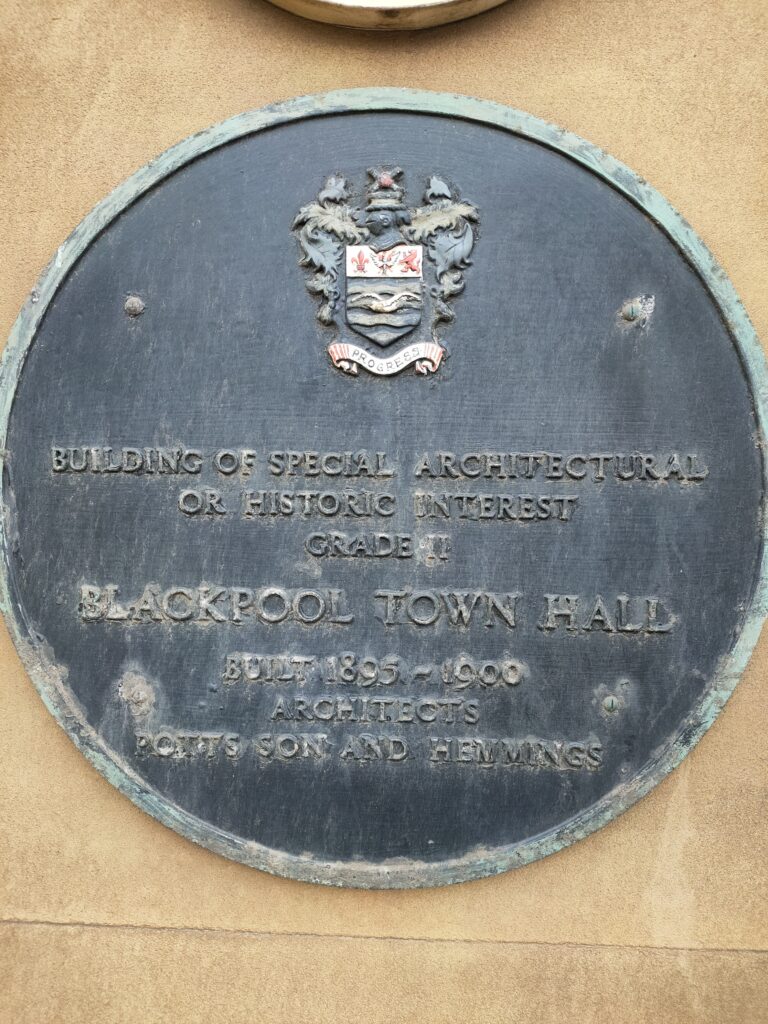 PROGRESS
BUILDING OF SPECIAL ARCHITECTURAL
OR HISTORIC INTEREST
GRADE II
BLACKPOOL TOWN HALL
BUILT 1895 ~ 1900
ARCHITECTS
POTTS SON AND HEMMINGS